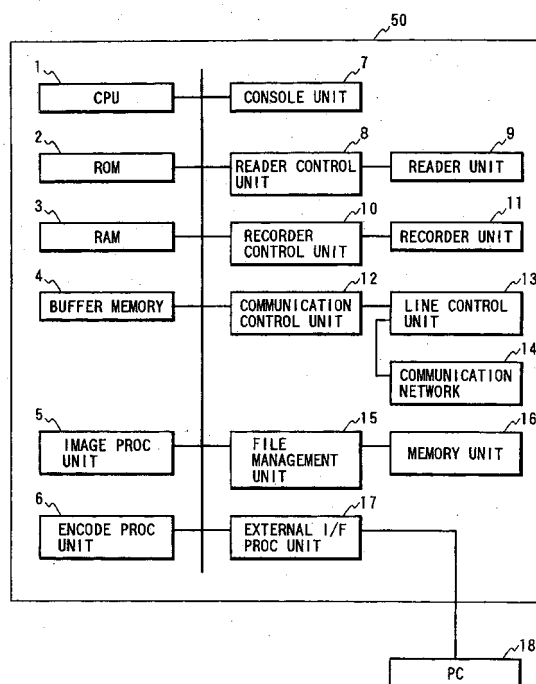 50
1
CPU
7
CONSOLE UNIT
2
ROM
8
READER CONTROL
UNIT
9
READER UNIT
3
RAM
10
RECORDER
CONTROL UNIT
11
RECORDER UNIT
4
BUFFER MEMORY
12
COMMUNICATION
CONTROL UNIT
13
LINE CONTROL
UNIT
14
COMMUNICATION
NETWORK
5
IMAGE PROC
UNIT
15
FILE
MANAGEMENT
UNIT
16
MEMORY UNIT
6
ENCODE PROC
UNIT
17
EXTERNAL I/F
PROC UNIT
18
PC